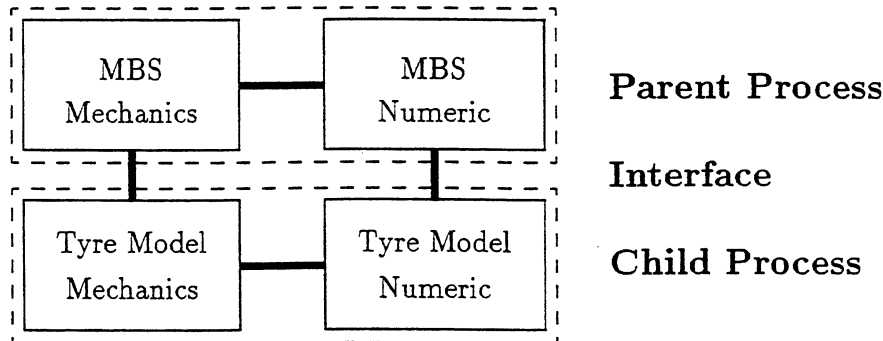 MBS
Mechanics
MBS
Numeric
Parent Process
Interface
Tyre Model
Mechanics
Tyre Model
Numeric
Child Process